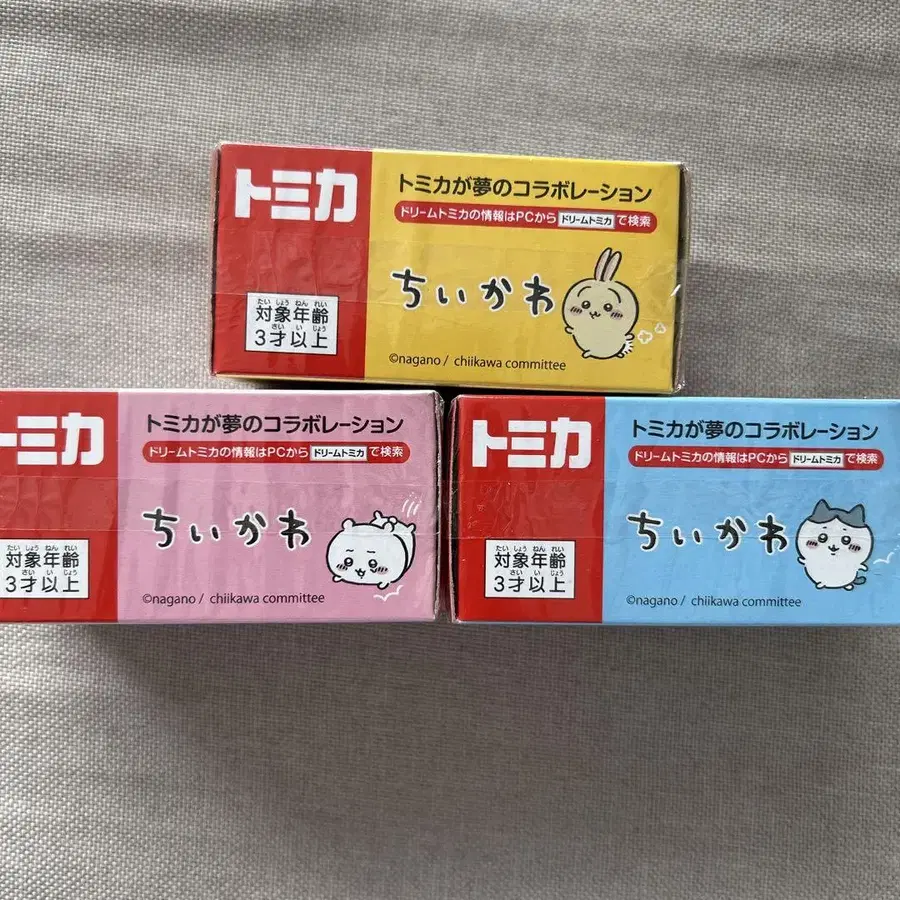 トミカ
トミカが夢のコラボレーション
ドリームトミカの情報はPCから ドリームトミカ で検索
ちいかわ
たいしょうねんれい
対象年齢
さいいじょう
3才以上
©nagano / chiikawa committee
トミカ
トミカが夢のコラボレーション
ドリームトミカの情報はPCから ドリームトミカ で検索
ちいかわ
たいしょうねんれい
対象年齢
さいいじょう
3才以上
©nagano / chiikawa committee
トミカ
トミカが夢のコラボレーション
ドリームトミカの情報はPCから ドリームトミカ で検索
ちいかわ
たいしょうねんれい
対象年齢
さいいじょう
3才以上
©nagano / chiikawa committee